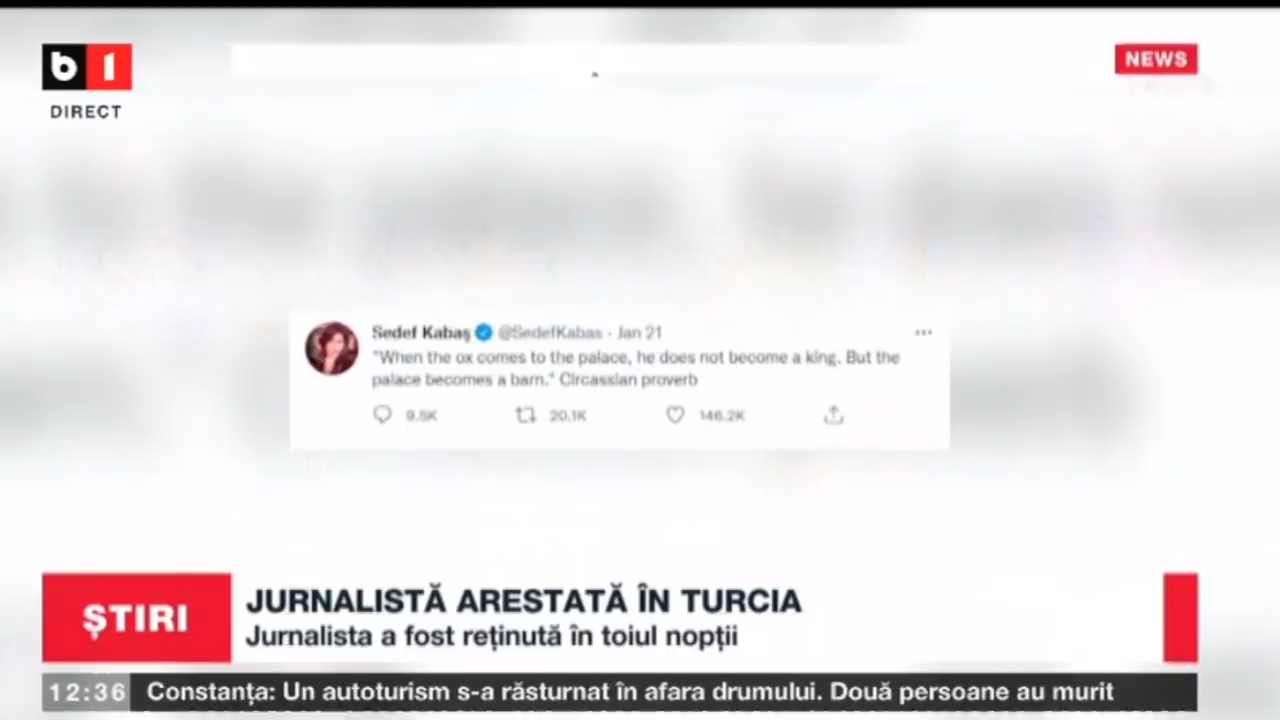 b1
NEWS
DIRECT
Sedef Kabaş @SedefKabas · Jan 21
"When the ox comes to the palace, he does not become a king. But the
palace becomes a barn." Circassian proverb
9.5K 20.1K 146.2K
ȘTIRI
JURNALISTĂ ARESTATĂ ÎN TURCIA
Jurnalista a fost reținută în toiul nopții
12:36 Constanța: Un autoturism s-a răsturnat în afara drumului. Două persoane au murit